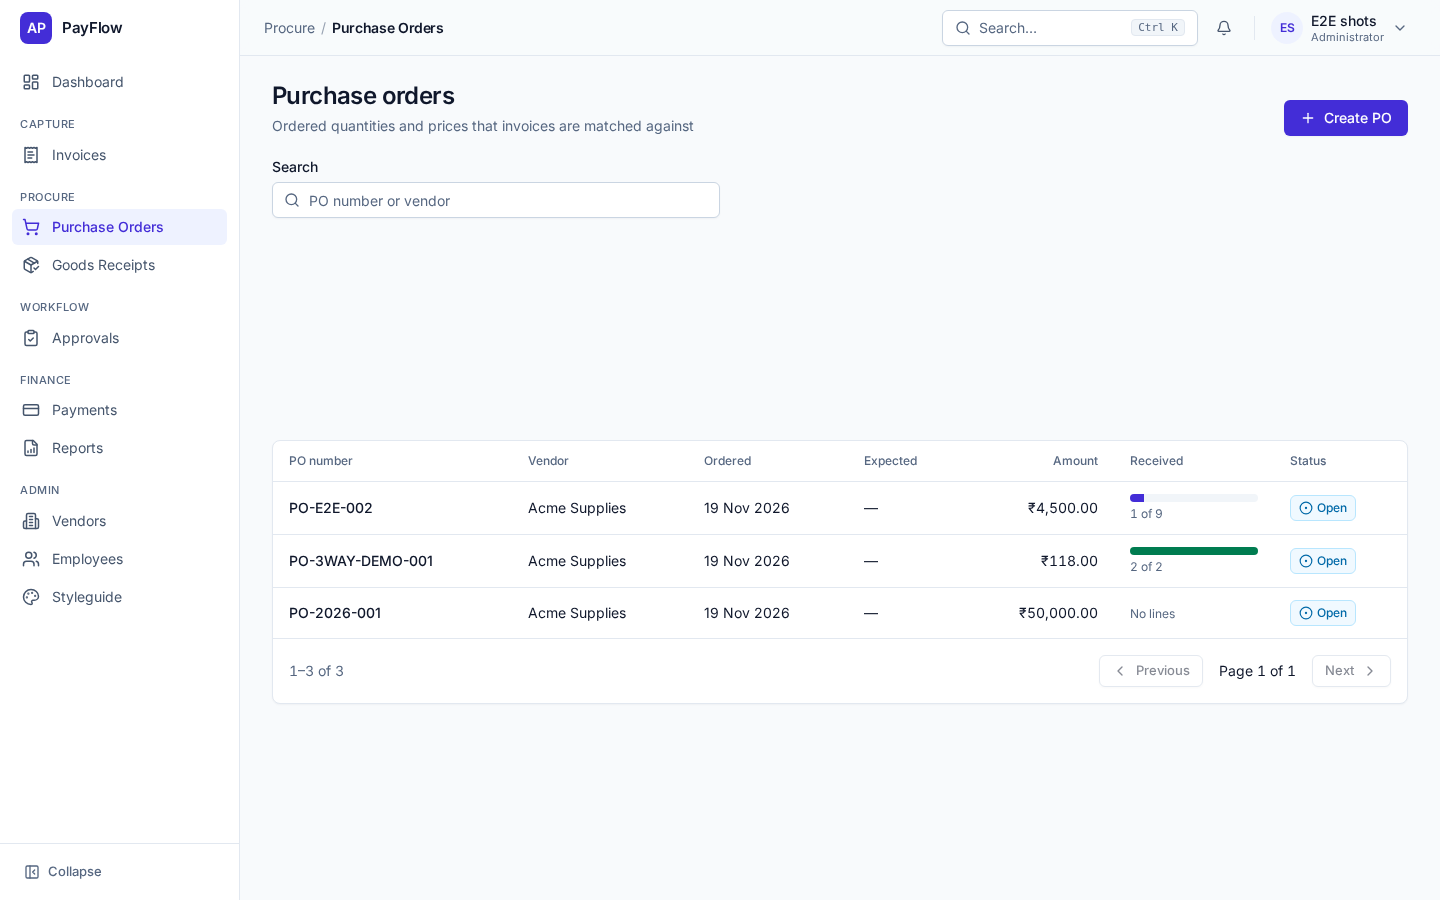 AP PayFlow
Dashboard
CAPTURE
Invoices
PROCURE
Purchase Orders
Goods Receipts
WORKFLOW
Approvals
FINANCE
Payments
Reports
ADMIN
Vendors
Employees
Styleguide
Collapse
Procure / Purchase Orders
Search... Ctrl K
ES E2E shots
Administrator
Purchase orders
Ordered quantities and prices that invoices are matched against
Create PO
Search
PO number or vendor
PO number Vendor Ordered Expected Amount Received Status
PO-E2E-002 Acme Supplies 19 Nov 2026 — ₹4,500.00 1 of 9 Open
PO-3WAY-DEMO-001 Acme Supplies 19 Nov 2026 — ₹118.00 2 of 2 Open
PO-2026-001 Acme Supplies 19 Nov 2026 — ₹50,000.00 No lines Open
1–3 of 3 Previous Page 1 of 1 Next